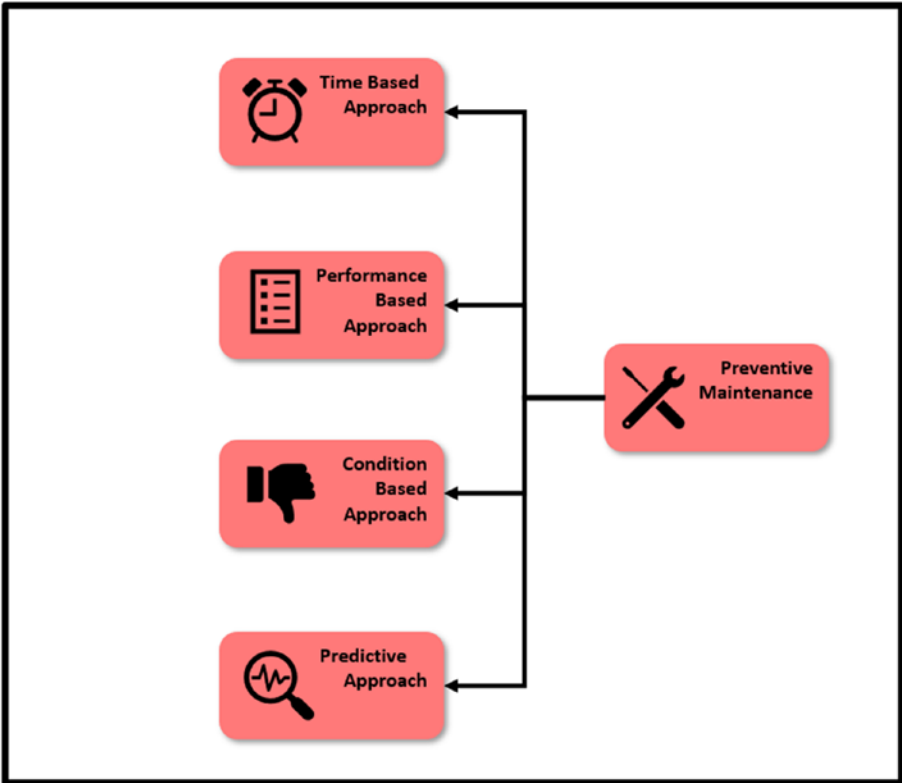 Time Based
Approach
Performance
Based
Approach
Condition
Based
Approach
Predictive
Approach
Preventive
Maintenance